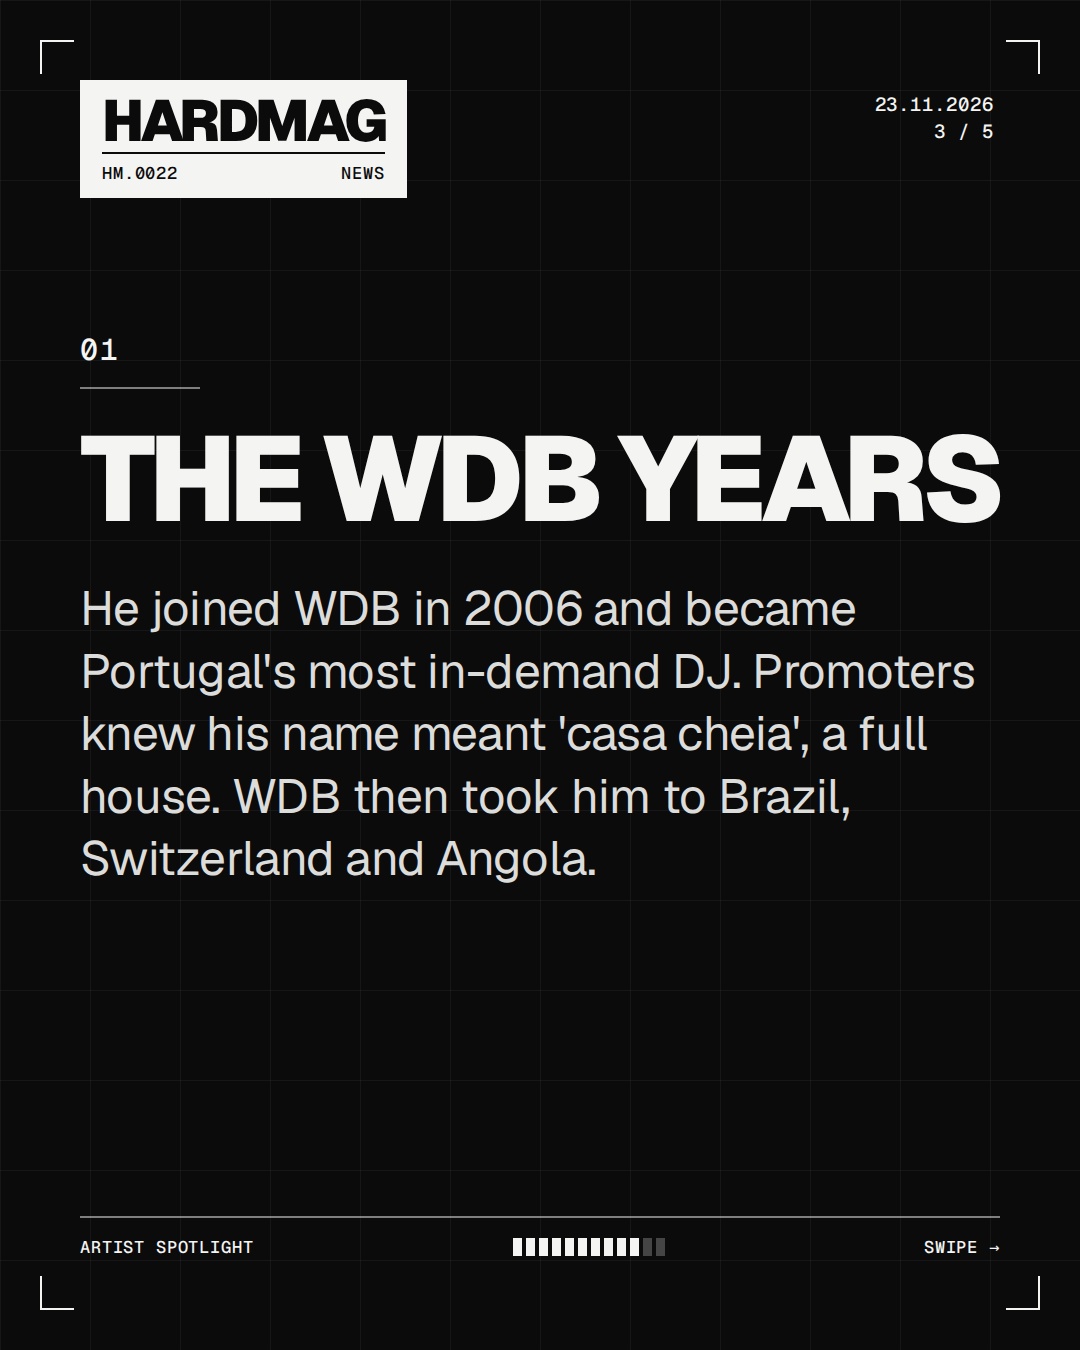 HARDMAG
HM.0022 NEWS
23.11.2026
3 / 5
01
THE WDB YEARS
He joined WDB in 2006 and became
Portugal's most in-demand DJ. Promoters
knew his name meant 'casa cheia', a full
house. WDB then took him to Brazil,
Switzerland and Angola.
ARTIST SPOTLIGHT
SWIPE →